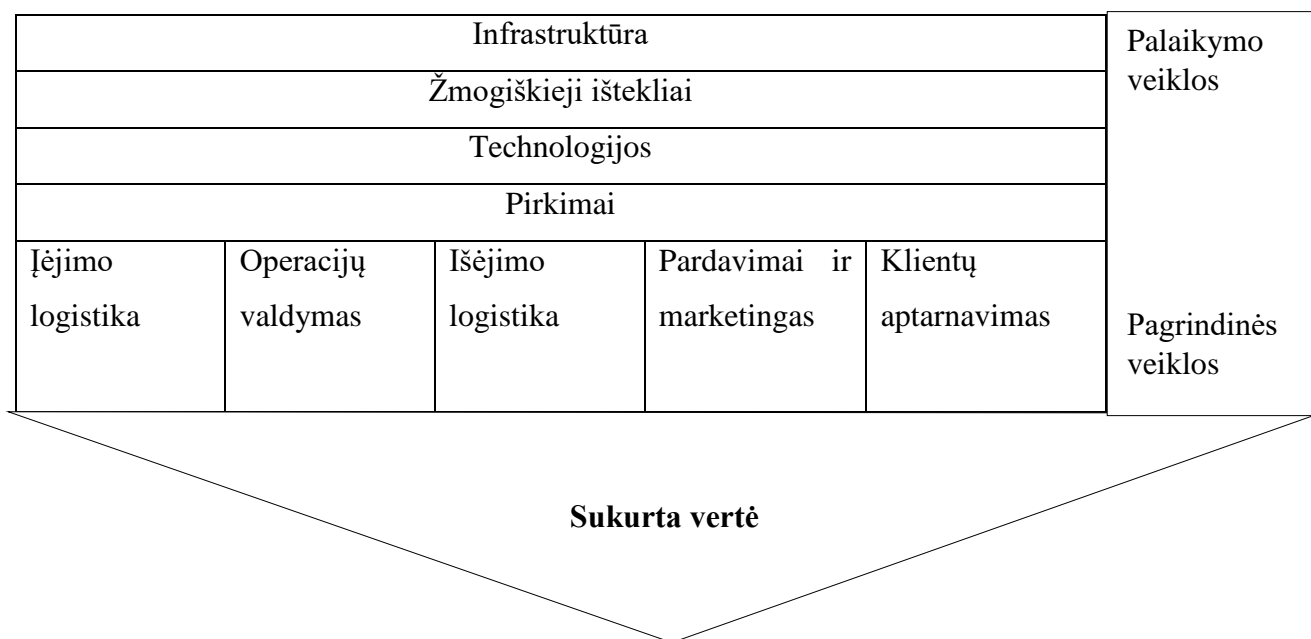 Infrastruktūra
Žmogiškieji ištekliai
Technologijos
Pirkimai
Palaikymo
veiklos
Įėjimo
logistika
Operacijų
valdymas
Išėjimo
logistika
Pardavimai ir
marketingas
Klientų
aptarnavimas
Pagrindinės
veiklos
Sukurta vertė